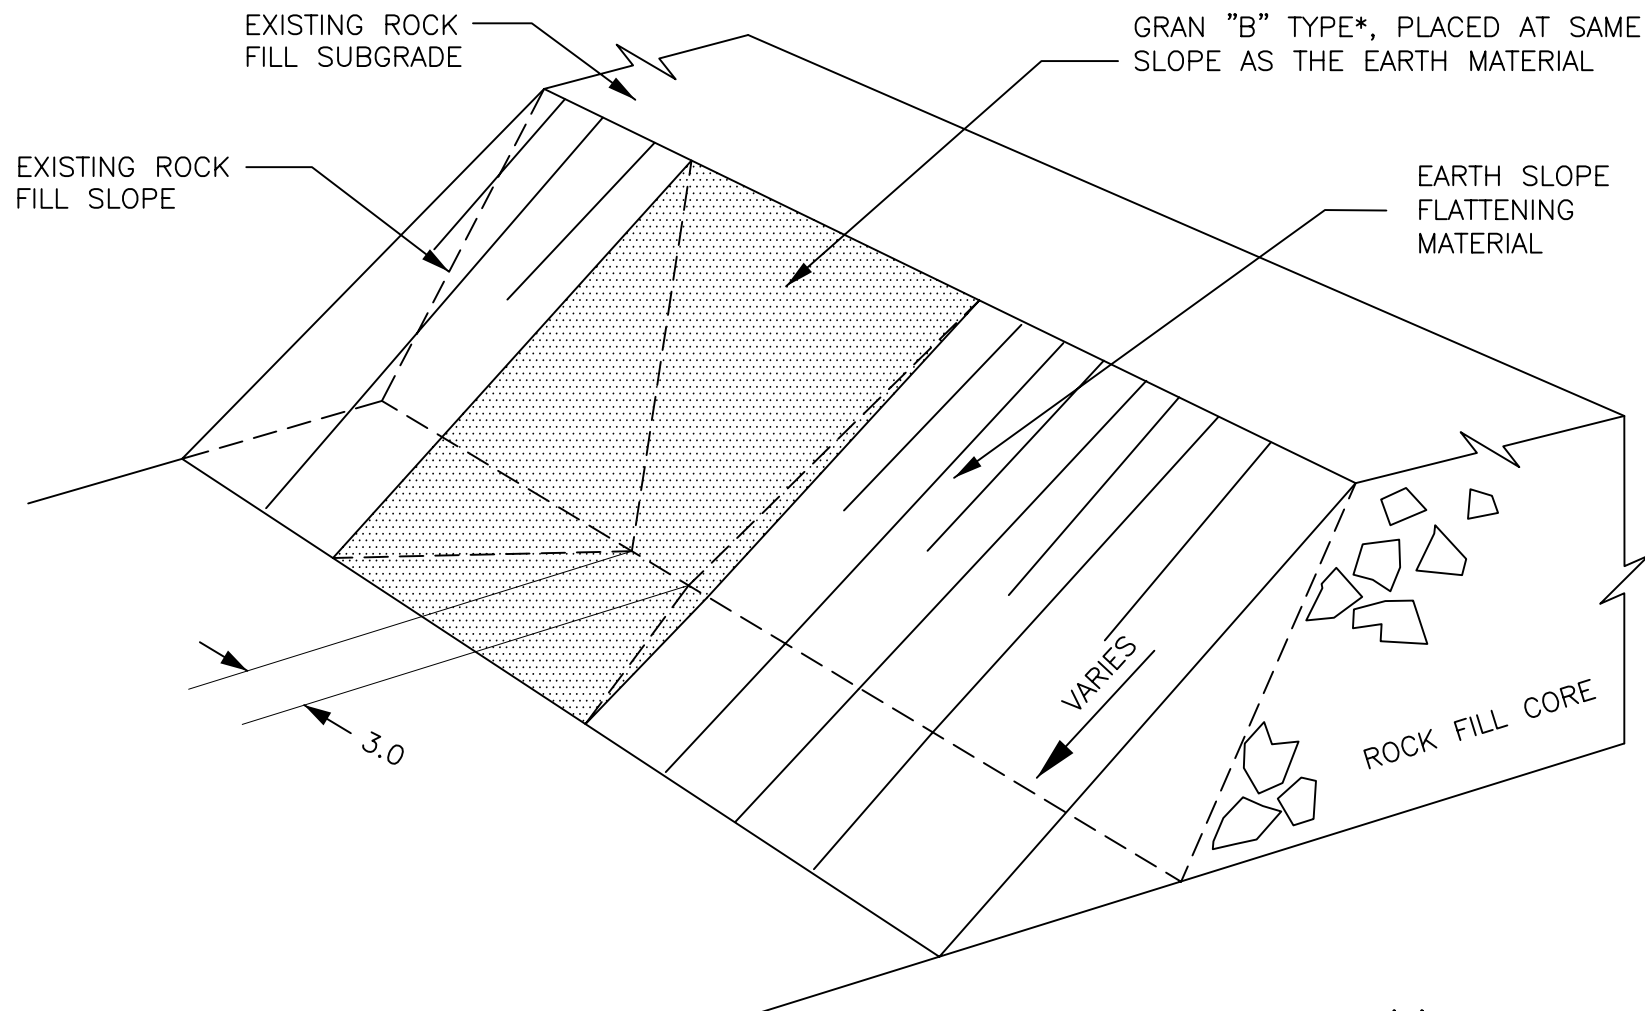 EXISTING ROCK
FILL SUBGRADE
GRAN "B" TYPE*, PLACED AT SAME
SLOPE AS THE EARTH MATERIAL
EXISTING ROCK
FILL SLOPE
EARTH SLOPE
FLATTENING
MATERIAL
VARIES
ROCK FILL CORE
3.0